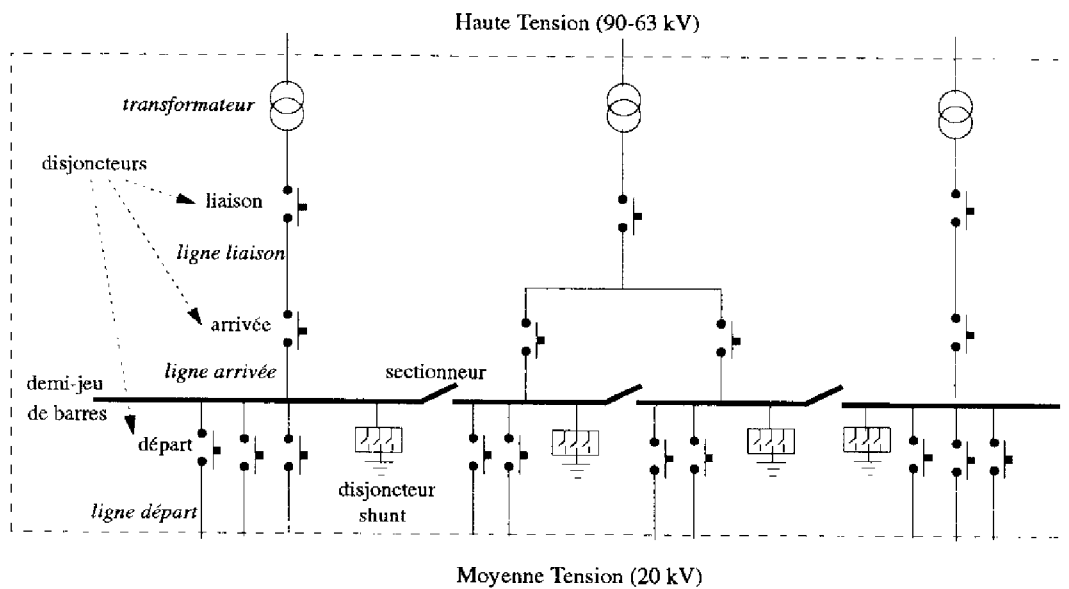 Haute Tension (90-63 kV)
transformateur
disjoncteurs
liaison
ligne liaison
arrivée
ligne arrivée
sectionneur
demi-jeu
de barres
départ
disjoncteur
shunt
ligne départ
Moyenne Tension (20 kV)